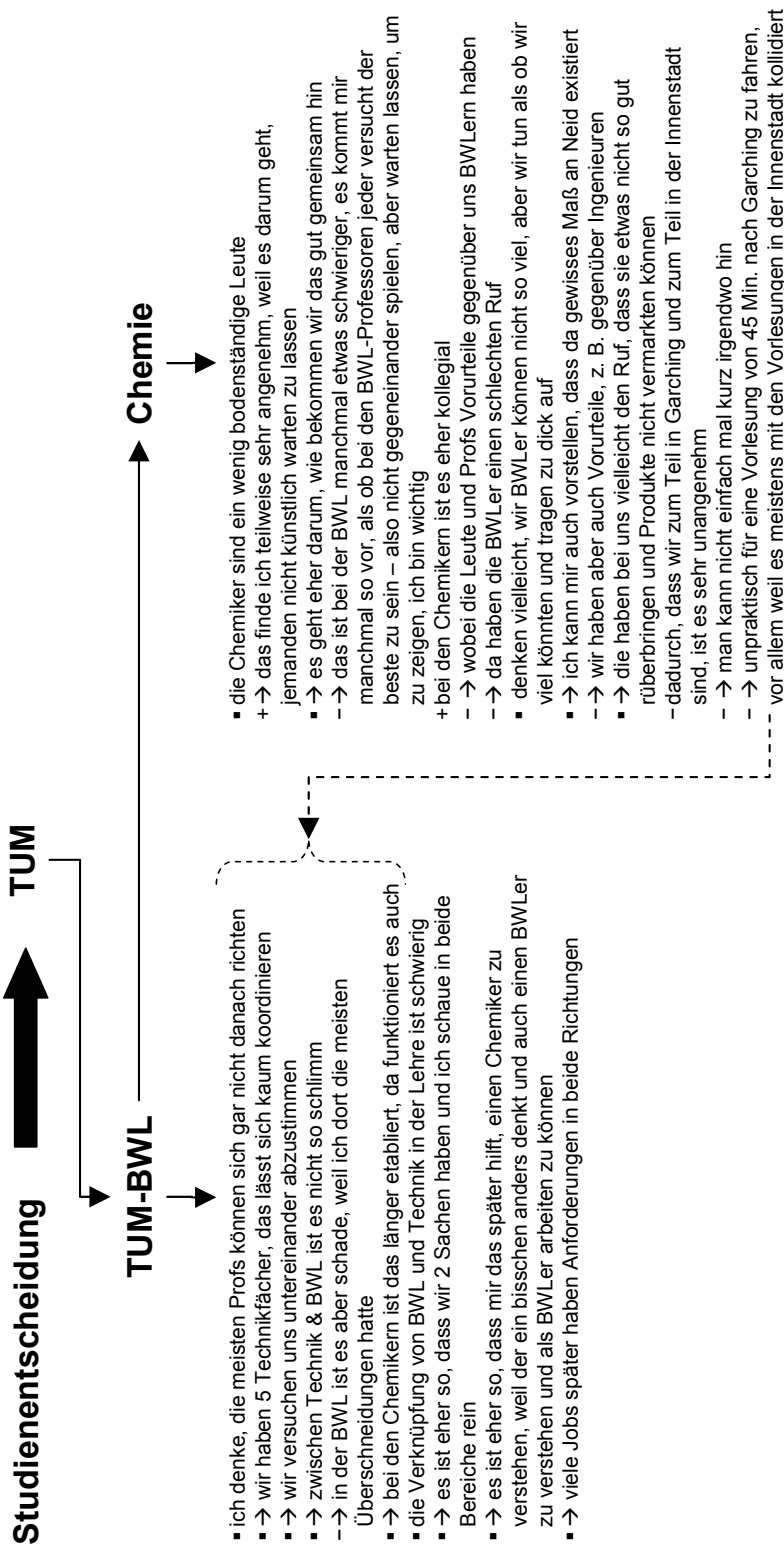 Studienentscheidung
TUM
TUM-BWL
Chemie
▪ ich denke, die meisten Profs können sich gar nicht danach richten
▪ → wir haben 5 Technikfächer, das lässt sich kaum koordinieren
▪ → wir versuchen uns untereinander abzustimmen
▪ → zwischen Technik & BWL ist es nicht so schlimm
– → in der BWL ist es aber schade, weil ich dort die meisten
Überschneidungen hatte
▪ → bei den Chemikern ist das länger etabliert, da funktioniert es auch
▪ die Verknüpfung von BWL und Technik in der Lehre ist schwierig
▪ → es ist eher so, dass wir 2 Sachen haben und ich schaue in beide
Bereiche rein
▪ → es ist eher so, dass mir das später hilft, einen Chemiker zu
verstehen, weil der ein bisschen anders denkt und auch einen BWLer
zu verstehen und als BWLer arbeiten zu können
▪ → viele Jobs später haben Anforderungen in beide Richtungen
▪ die Chemiker sind ein wenig bodenständige Leute
+ → das finde ich teilweise sehr angenehm, weil es darum geht,
jemanden nicht künstlich warten zu lassen
▪ → es geht eher darum, wie bekommen wir das gut gemeinsam hin
– → das ist bei der BWL manchmal etwas schwieriger, es kommt mir
manchmal so vor, als ob bei den BWL-Professoren jeder versucht der
beste zu sein – also nicht gegeneinander spielen, aber warten lassen, um
zu zeigen, ich bin wichtig
+ bei den Chemikern ist es eher kollegial
– → wobei die Leute und Profs Vorurteile gegenüber uns BWLern haben
– → da haben die BWLer einen schlechten Ruf
▪ denken vielleicht, wir BWLer können nicht so viel, aber wir tun als ob wir
viel könnten und tragen zu dick auf
▪ → ich kann mir auch vorstellen, dass da gewisses Maß an Neid existiert
– → wir haben aber auch Vorurteile, z. B. gegenüber Ingenieuren
▪ → die haben bei uns vielleicht den Ruf, dass sie etwas nicht so gut
rüberbringen und Produkte nicht vermarkten können
– dadurch, dass wir zum Teil in Garching und zum Teil in der Innenstadt
sind, ist es sehr unangenehm
– → man kann nicht einfach mal kurz irgendwo hin
– → unpraktisch für eine Vorlesung von 45 Min. nach Garching zu fahren,
vor allem weil es meistens mit den Vorlesungen in der Innenstadt kollidiert